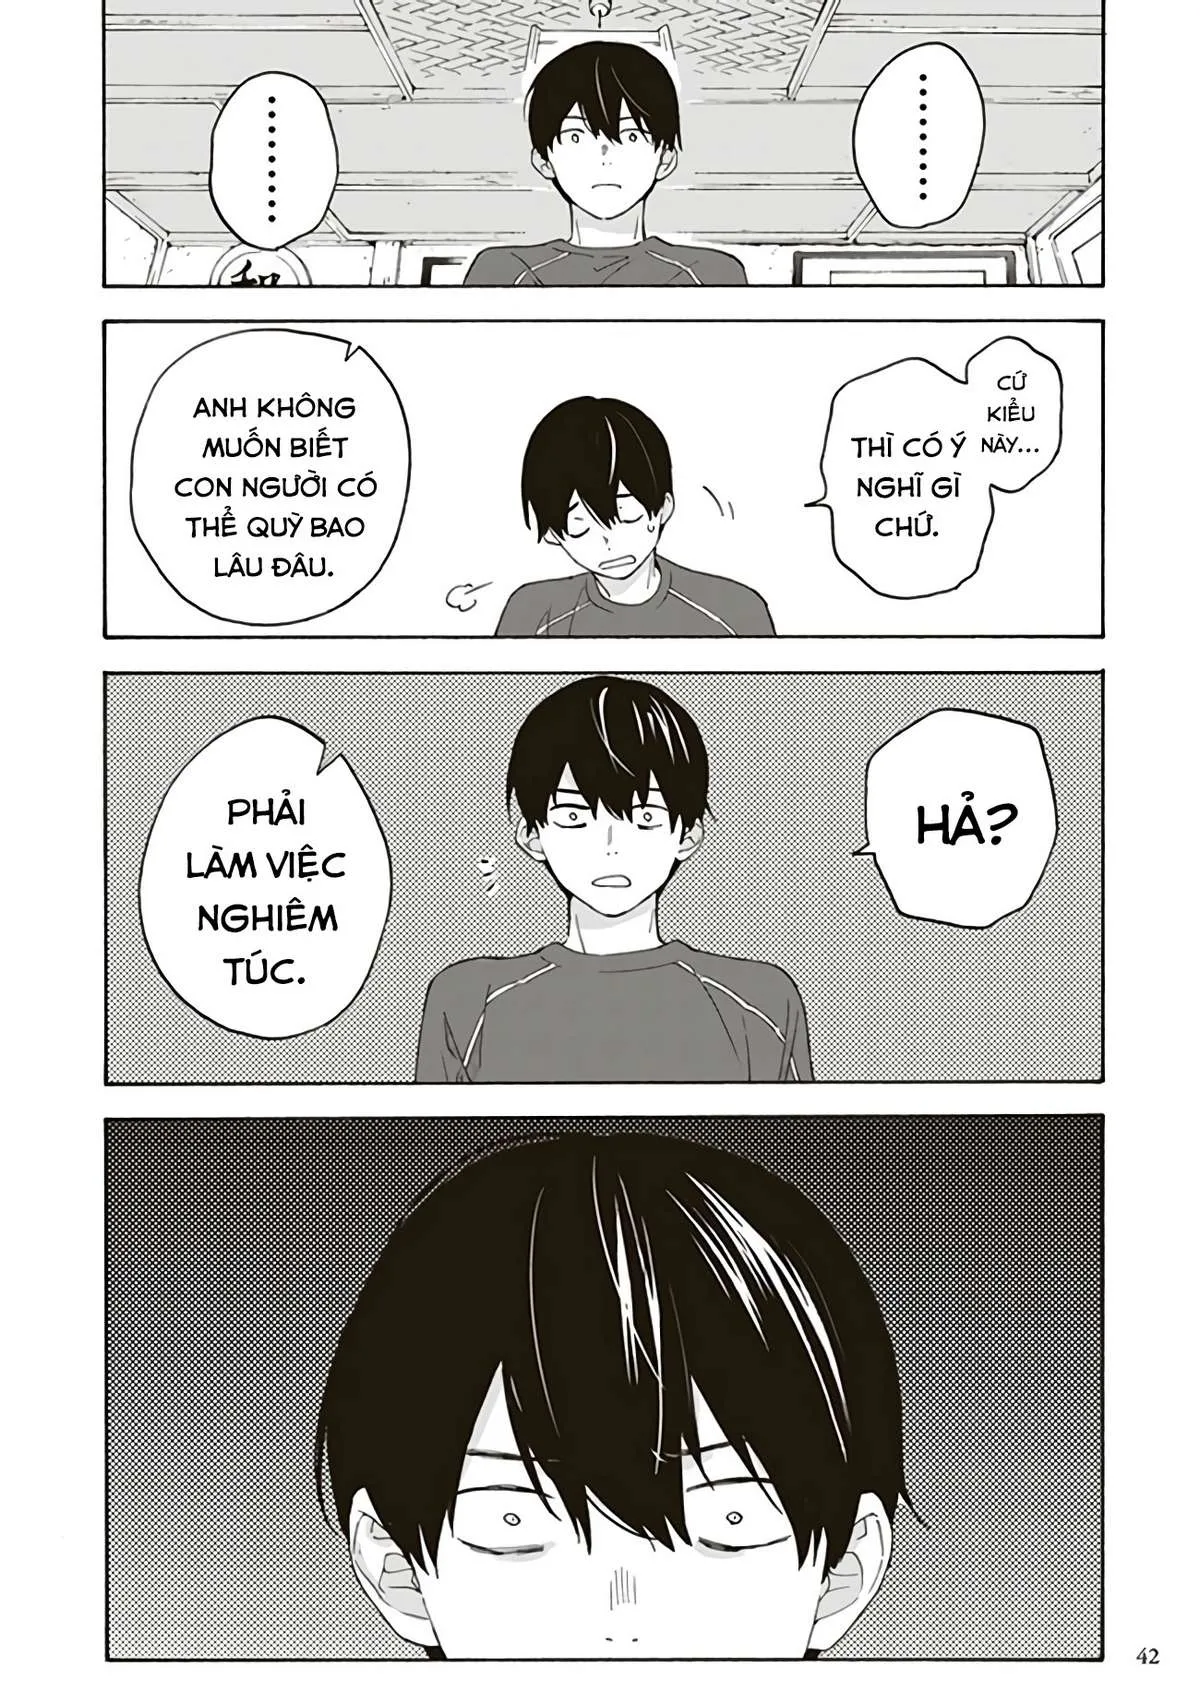 ………
………
CỨ
KIỂU
NÀY...
THÌ CÓ Ý
NGHĨ GÌ
CHỨ.
ANH KHÔNG
MUỐN BIẾT
CON NGƯỜI CÓ
THỂ QUỲ BAO
LÂU ĐÂU.
HẢ?
PHẢI
LÀM VIỆC
NGHIÊM
TÚC.
42